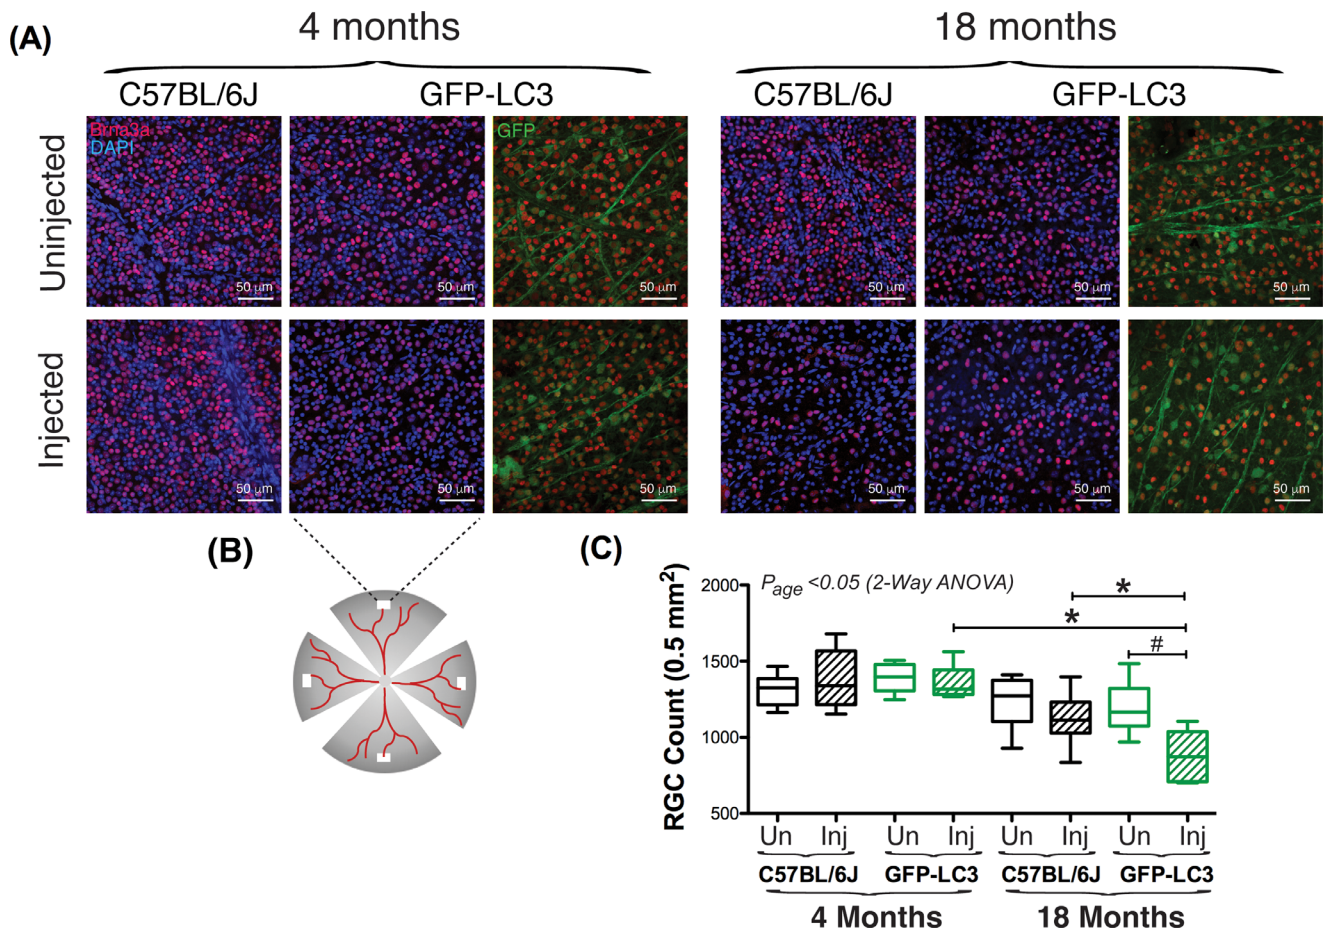 (A)
4 months
18 months
C57BL/6J
GFP-LC3
C57BL/6J
GFP-LC3
Uninjected
Brna3a
DAPI
GFP
50 µm
50 µm
50 µm
50 µm
50 µm
50 µm
Injected
50 µm
50 µm
50 µm
50 µm
50 µm
50 µm
(B)
(C)
RGC Count (0.5 mm²)
P age <0.05 (2-Way ANOVA)
*
*
#
2000
1500
1000
500
Un Inj Un Inj Un Inj Un Inj
C57BL/6J GFP-LC3 C57BL/6J GFP-LC3
4 Months 18 Months